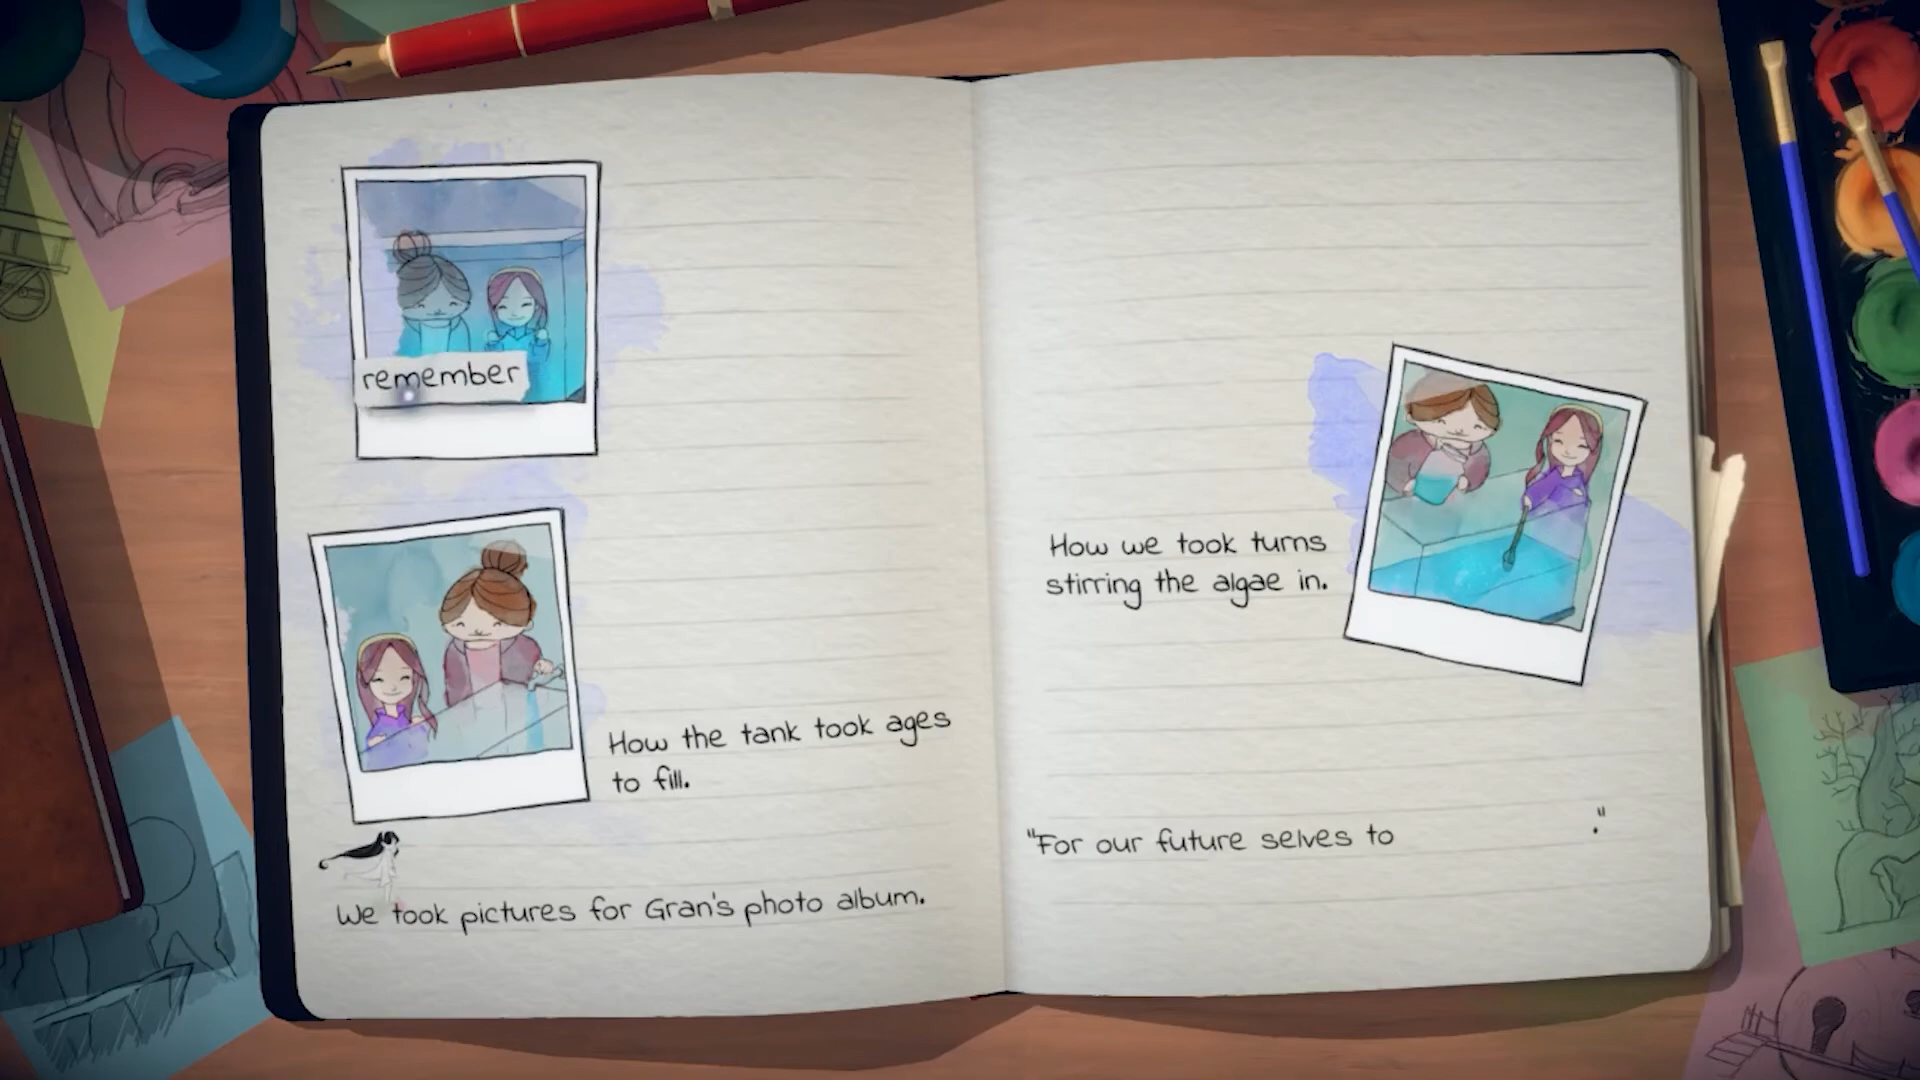 remember
How the tank took ages
to fill.
We took pictures for Gran's photo album.
How we took turns
stirring the algae in.
"For our future selves to ."